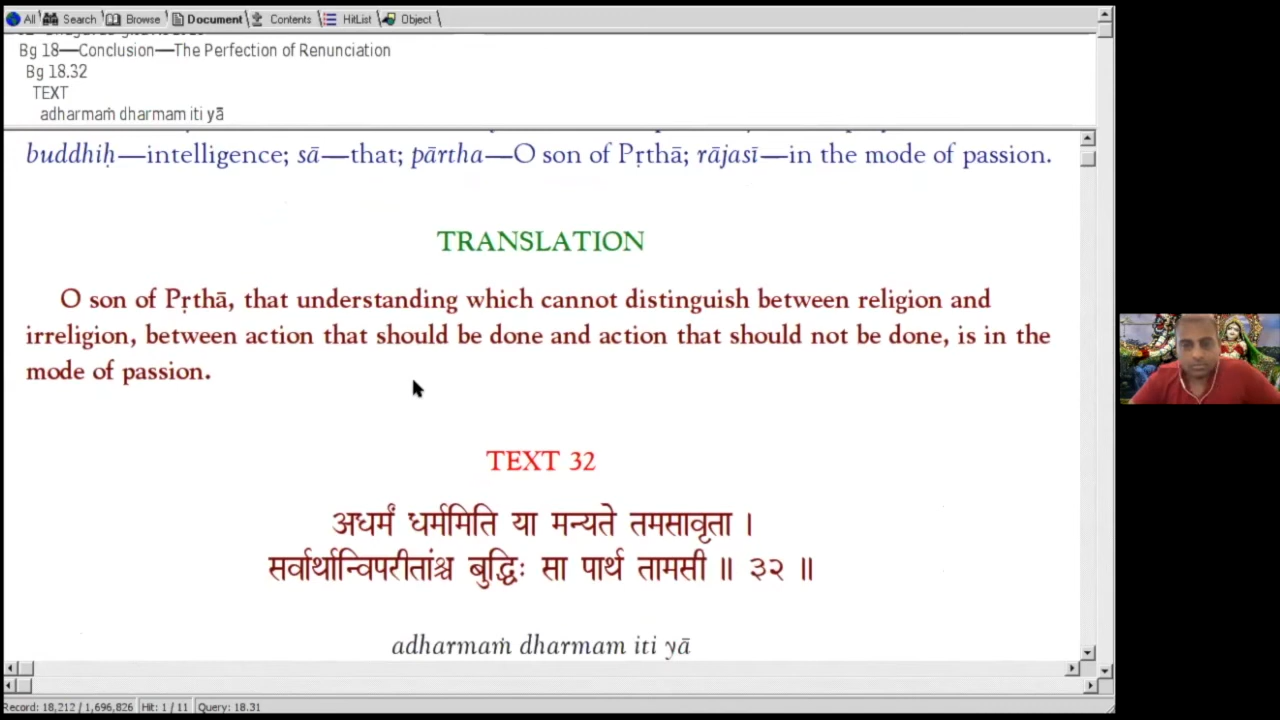 All Search Browse Document Contents HitList Object
Bg 18—Conclusion—The Perfection of Renunciation
Bg 18.32
TEXT
adharmaṁ dharmam iti yā
buddhiḥ—intelligence; sā—that; pārtha—O son of Pṛthā; rājasī—in the mode of passion.
TRANSLATION
O son of Pṛthā, that understanding which cannot distinguish between religion and
irreligion, between action that should be done and action that should not be done, is in the
mode of passion.
TEXT 32
अधर्मं धर्ममिति या मन्यते तमसावृता ।
सर्वार्थान्विपरीतांश्च बुद्धिः सा पार्थ तामसी ॥ ३२ ॥
adharmaṁ dharmam iti yā
Record: 18,212 / 1,696,826 Hit: 1 / 11 Query: 18.31